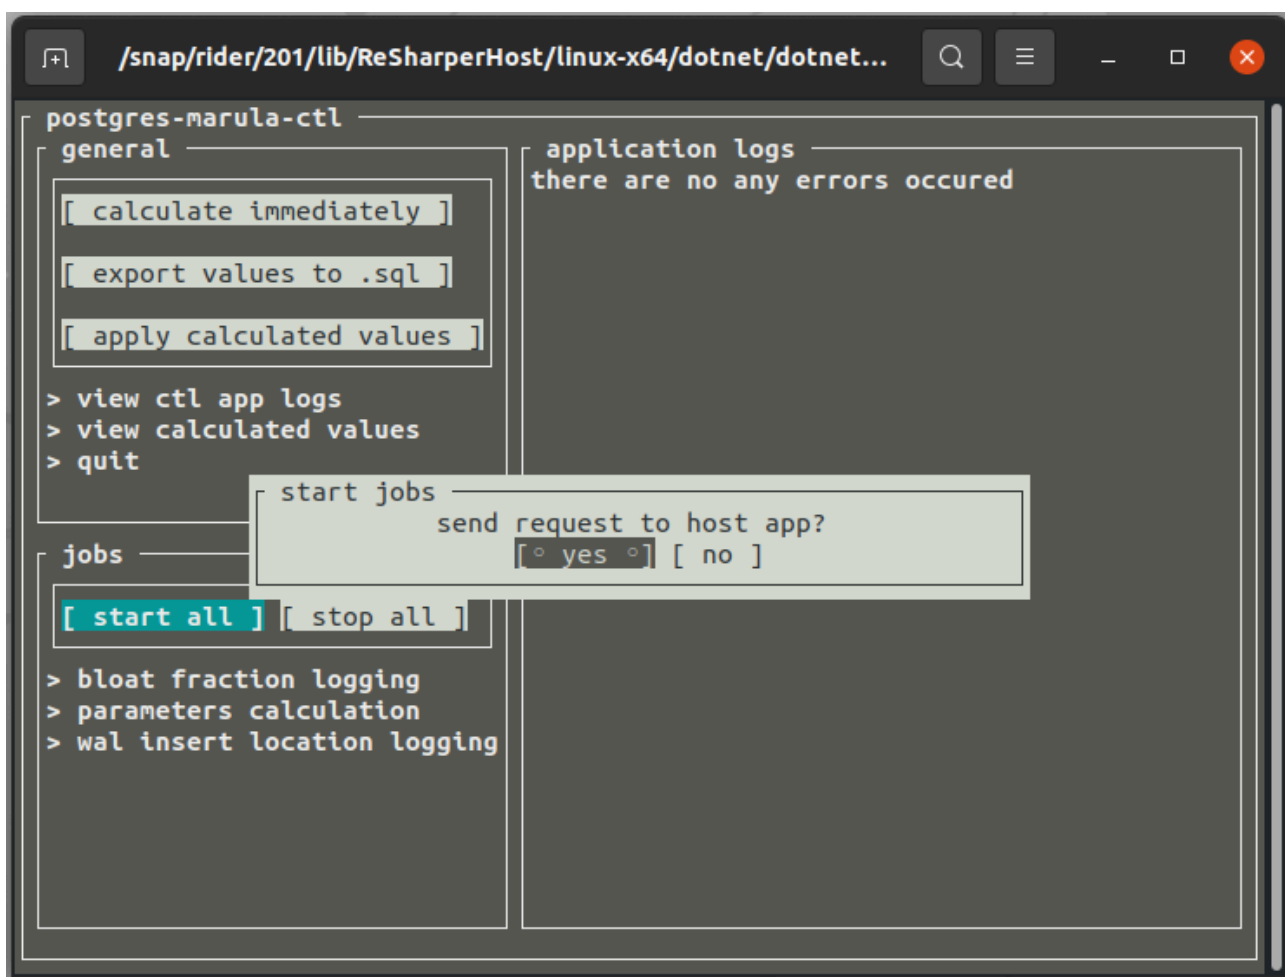 /snap/rider/201/lib/ReSharperHost/linux-x64/dotnet/dotnet...
postgres-marula-ctl
general
[ calculate immediately ]
[ export values to .sql ]
[ apply calculated values ]
> view ctl app logs
> view calculated values
> quit
application logs
there are no any errors occured
start jobs
send request to host app?
[◦ yes ◦] [ no ]
jobs
[ start all ] [ stop all ]
> bloat fraction logging
> parameters calculation
> wal insert location logging